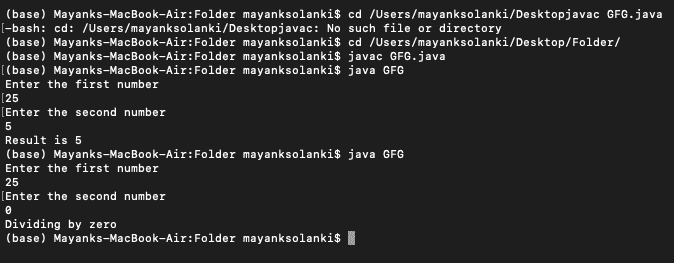 (base) Mayanks-MacBook-Air:Folder mayanksolanki$ cd /Users/mayanksolanki/Desktopjavac GFG.java
[-bash: cd: /Users/mayanksolanki/Desktopjavac: No such file or directory
(base) Mayanks-MacBook-Air:Folder mayanksolanki$ cd /Users/mayanksolanki/Desktop/Folder/
(base) Mayanks-MacBook-Air:Folder mayanksolanki$ javac GFG.java
[(base) Mayanks-MacBook-Air:Folder mayanksolanki$ java GFG
Enter the first number
[25
[Enter the second number
5
Result is 5
(base) Mayanks-MacBook-Air:Folder mayanksolanki$ java GFG
Enter the first number
25
[Enter the second number
0
Dividing by zero
(base) Mayanks-MacBook-Air:Folder mayanksolanki$